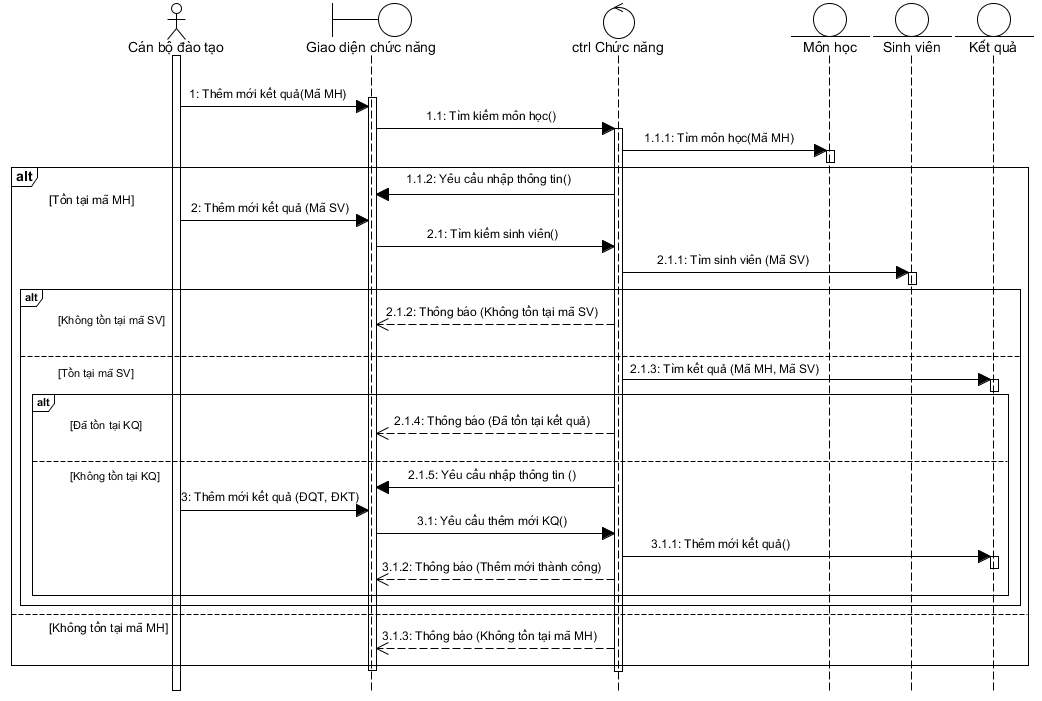 Cán bộ đào tạo
Giao diện chức năng
ctrl Chức năng
Môn học
Sinh viên
Kết quả
1: Thêm mới kết quả(Mã MH)
1.1: Tìm kiếm môn học()
1.1.1: Tìm môn học(Mã MH)
alt
1.1.2: Yêu cầu nhập thông tin()
[Tồn tại mã MH]
2: Thêm mới kết quả (Mã SV)
2.1: Tìm kiếm sinh viên()
2.1.1: Tìm sinh viên (Mã SV)
alt
2.1.2: Thông báo (Không tồn tại mã SV)
[Không tồn tại mã SV]
[Tồn tại mã SV]
2.1.3: Tìm kết quả (Mã MH, Mã SV)
alt
2.1.4: Thông báo (Đã tồn tại kết quả)
[Đã tồn tại KQ]
[Không tồn tại KQ]
2.1.5: Yêu cầu nhập thông tin ()
3: Thêm mới kết quả (ĐQT, ĐKT)
3.1: Yêu cầu thêm mới KQ()
3.1.1: Thêm mới kết quả()
3.1.2: Thông báo (Thêm mới thành công)
[Không tồn tại mã MH]
3.1.3: Thông báo (Không tồn tại mã MH)